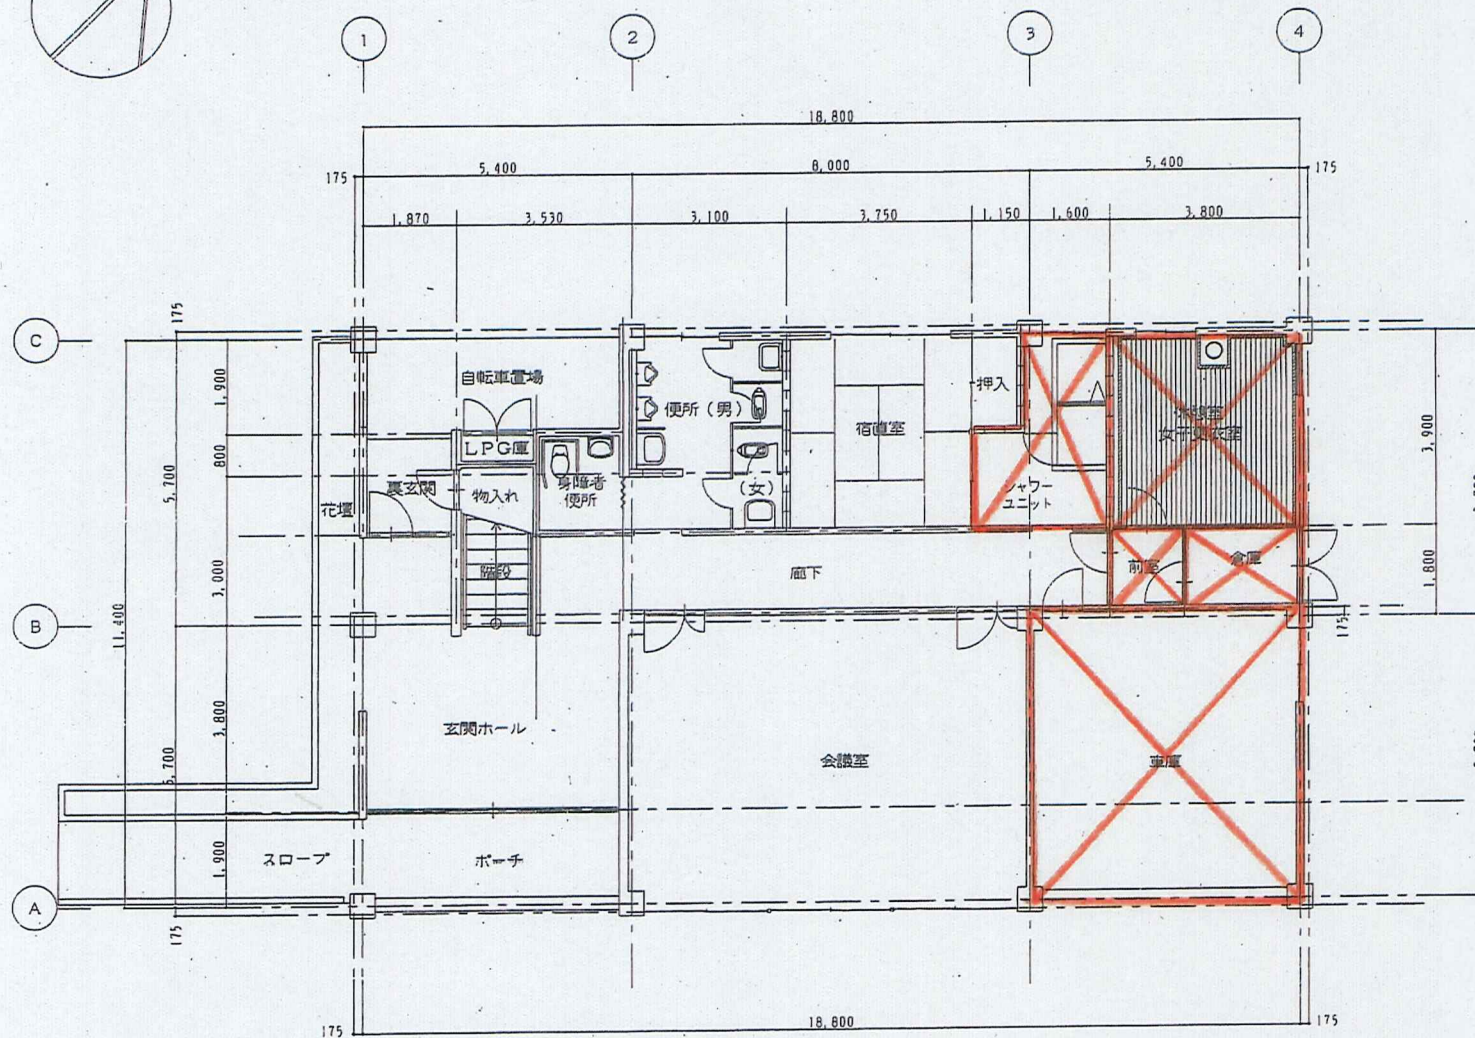 1
2
3
4
18,800
175
5,400
8,000
5,400
175
1,870
3,530
3,100
3,750
1,150
1,600
3,800
C
175
1,900
自転車置場
便所(男)
押入
宿直室
LPG庫
800
5,700
3,900
裏玄関
物入れ
身障者
便所
(女)
シャワー
ユニット
女子更衣室
花壇
3,000
階段
廊下
前室
倉庫
1,800
B
11,400
175
3,800
5,700
玄関ホール
会議室
車庫
1,900
スロープ
ポーチ
A
175
175
18,800
175